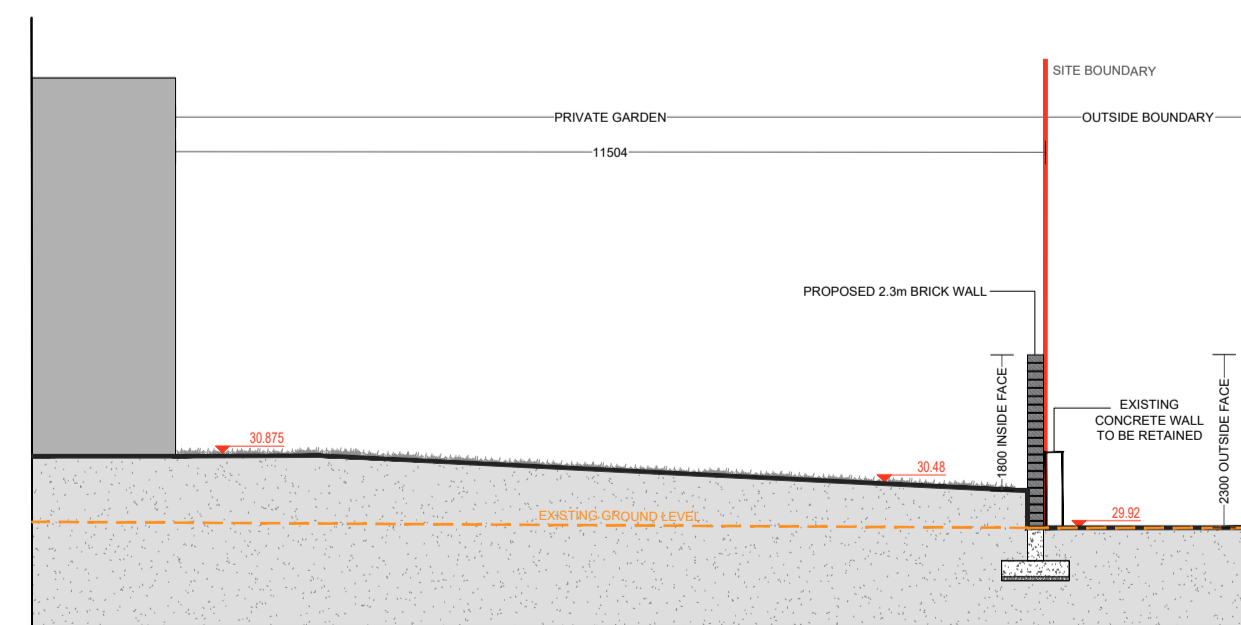 SITE BOUNDARY
PRIVATE GARDEN
OUTSIDE BOUNDARY
11504
PROPOSED 2.3m BRICK WALL
1800 INSIDE FACE
EXISTING
CONCRETE WALL
TO BE RETAINED
2300 OUTSIDE FACE
30.875
30.48
EXISTING GROUND LEVEL
29.92